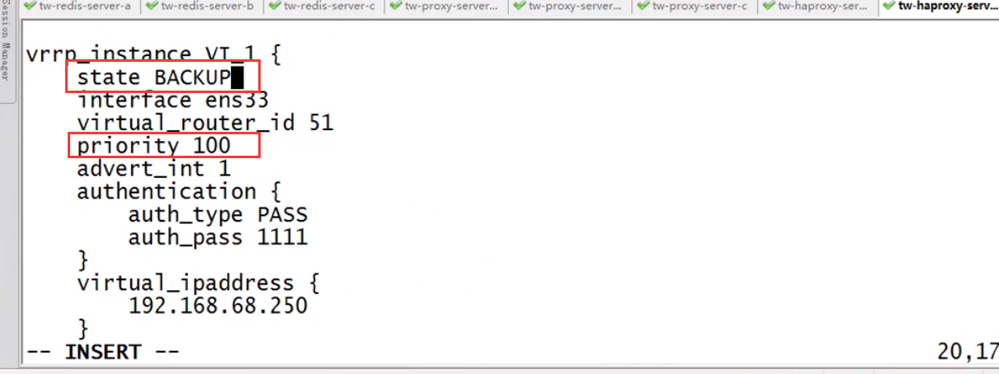 Session Manager
tw-redis-server-a
tw-redis-server-b
tw-redis-server-c
tw-proxy-server...
tw-proxy-server...
tw-proxy-server-c
tw-haproxy-ser...
tw-haproxy-serv...
vrrp_instance VI_1 {
    state BACKUP
    interface ens33
    virtual_router_id 51
    priority 100
    advert_int 1
    authentication {
        auth_type PASS
        auth_pass 1111
    }
    virtual_ipaddress {
        192.168.68.250
    }
-- INSERT --
20,17